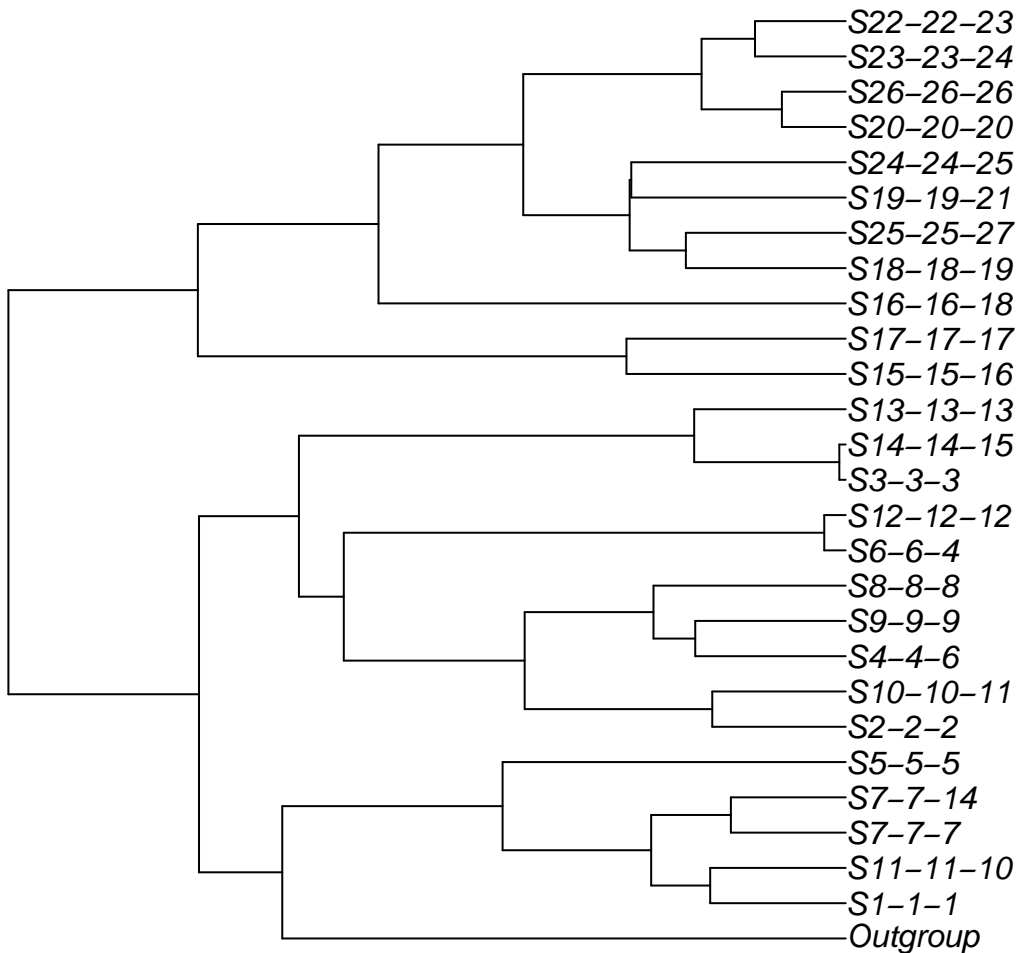 S22–22–23
S23–23–24
S26–26–26
S20–20–20
S24–24–25
S19–19–21
S25–25–27
S18–18–19
S16–16–18
S17–17–17
S15–15–16
S13–13–13
S14–14–15
S3–3–3
S12–12–12
S6–6–4
S8–8–8
S9–9–9
S4–4–6
S10–10–11
S2–2–2
S5–5–5
S7–7–14
S7–7–7
S11–11–10
S1–1–1
Outgroup